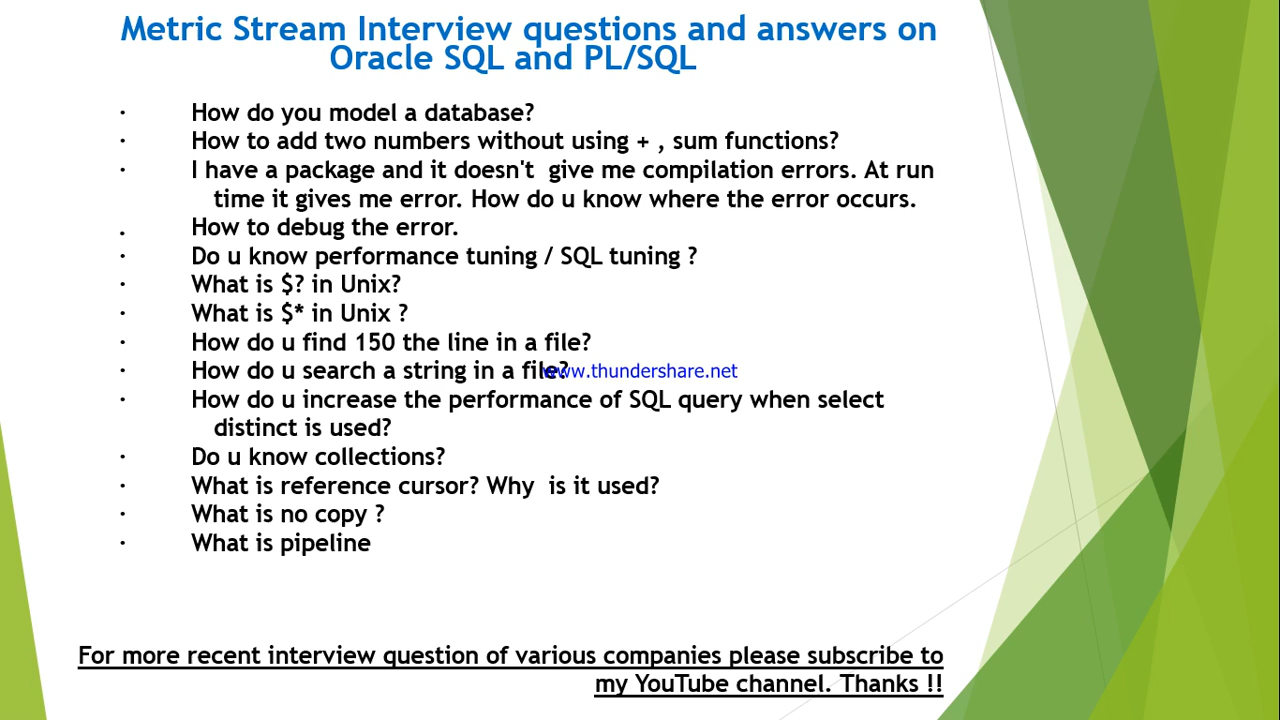 Metric Stream Interview questions and answers on
Oracle SQL and PL/SQL
· How do you model a database?
· How to add two numbers without using + , sum functions?
· I have a package and it doesn't  give me compilation errors. At run
time it gives me error. How do u know where the error occurs.
. How to debug the error.
· Do u know performance tuning / SQL tuning ?
· What is $? in Unix?
· What is $* in Unix ?
· How do u find 150 the line in a file?
· How do u search a string in a file?
www.thundershare.net
· How do u increase the performance of SQL query when select
distinct is used?
· Do u know collections?
· What is reference cursor? Why  is it used?
· What is no copy ?
· What is pipeline
For more recent interview question of various companies please subscribe to
my YouTube channel. Thanks !!